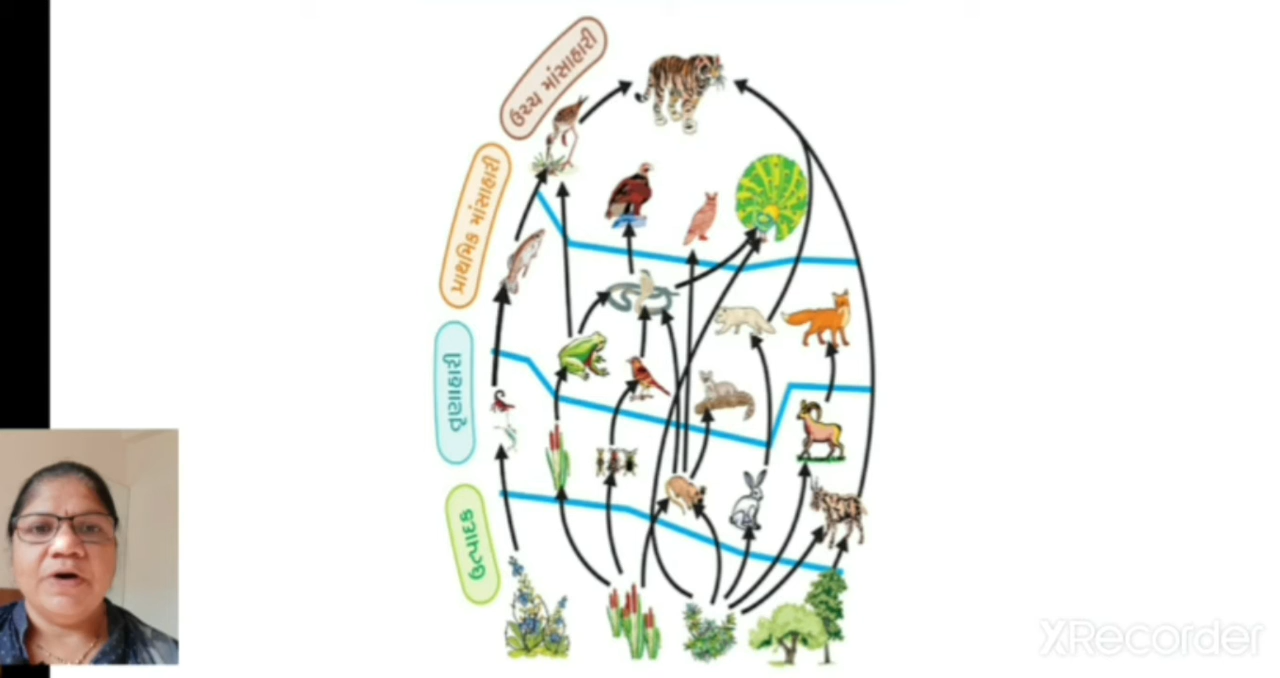 ઉચ્ચ માંસાહારી
પ્રાથમિક માંસાહારી
તૃણાહારી
ઉત્પાદક
XRecorder